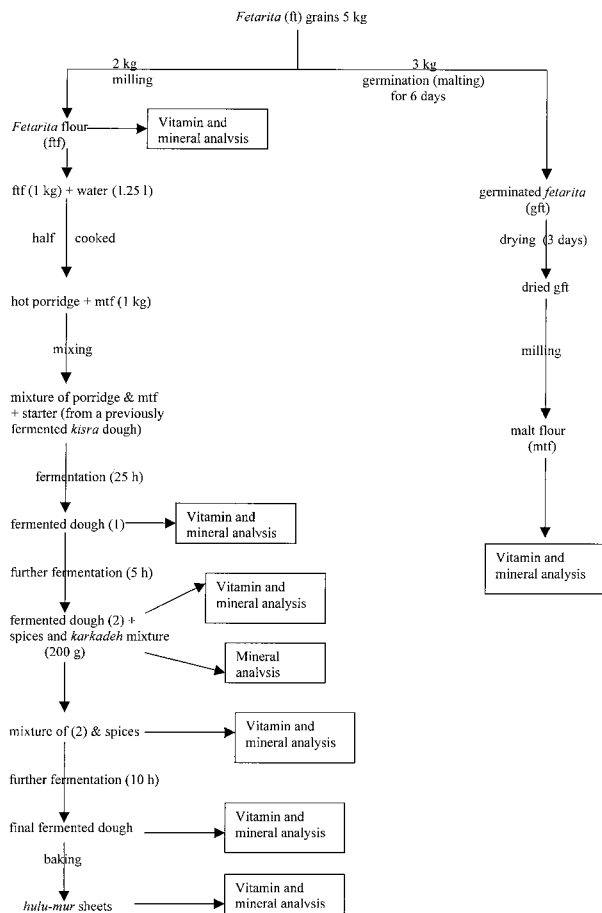 Fetarita (ft) grains 5 kg
2 kg
milling
3 kg
germination (malting)
for 6 days
Fetarita flour
(ftf)
Vitamin and
mineral analysis
ftf (1 kg) + water (1.25 l)
half cooked
hot porridge + mtf (1 kg)
mixing
mixture of porridge & mtf
+ starter (from a previously
fermented kisra dough)
fermentation (25 h)
fermented dough (1)
Vitamin and
mineral analysis
further fermentation (5 h)
fermented dough (2) +
spices and karkadeh mixture
(200 g)
Vitamin and
mineral analysis
Mineral
analysis
mixture of (2) & spices
Vitamin and
mineral analysis
further fermentation (10 h)
final fermented dough
Vitamin and
mineral analysis
baking
hulu-mur sheets
Vitamin and
mineral analysis
germinated fetarita
(gft)
drying (3 days)
dried gft
milling
malt flour
(mtf)
Vitamin and
mineral analysis